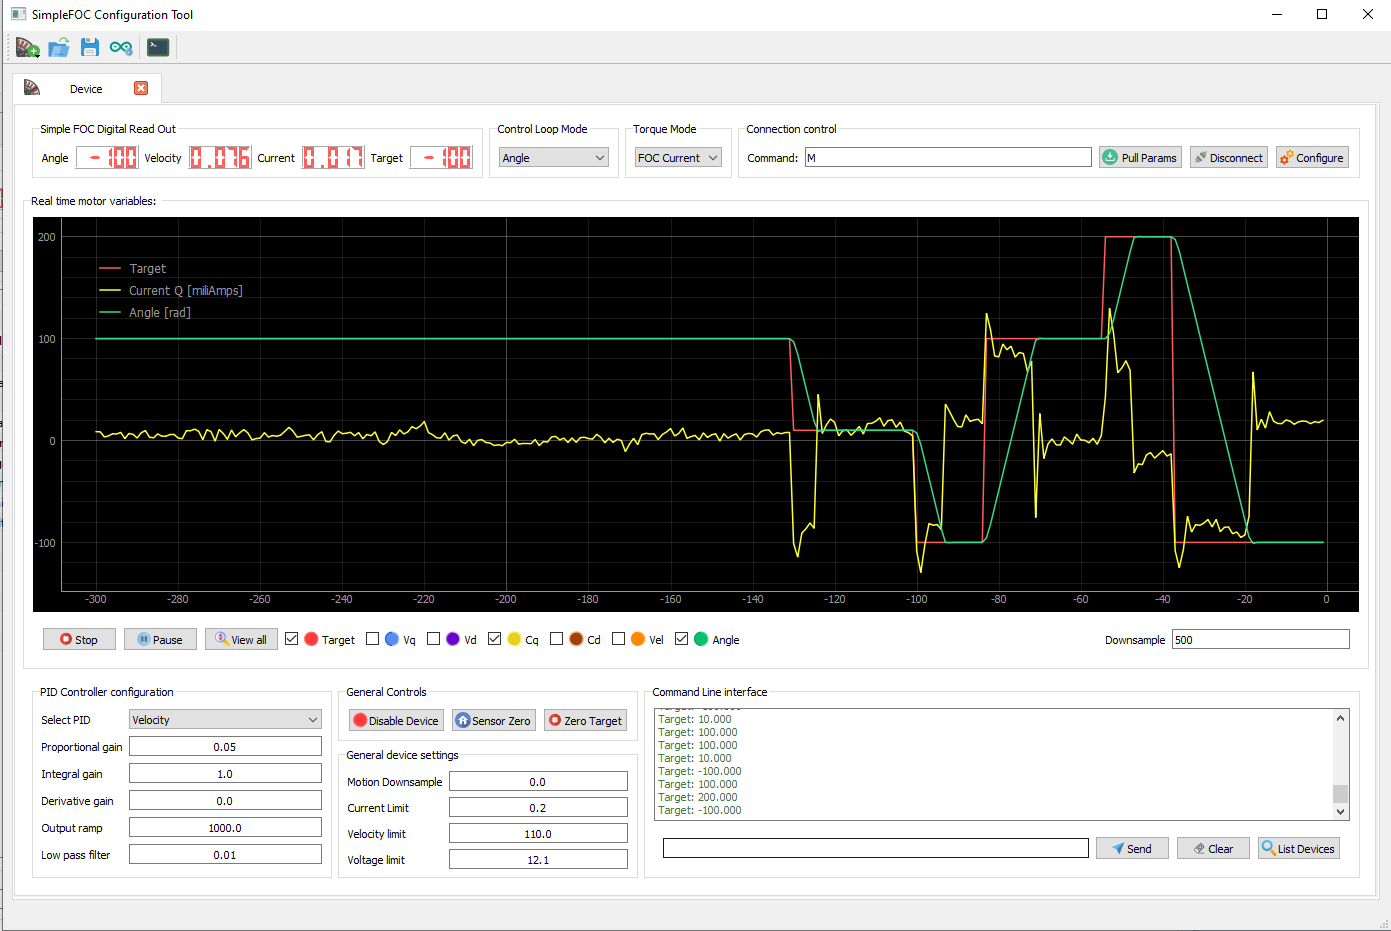 SimpleFOC Configuration Tool
Device
Simple FOC Digital Read Out
Angle -100 Velocity 0.076 Current 0.017 Target -100
Control Loop Mode
Angle
Torque Mode
FOC Current
Connection control
Command: M Pull Params Disconnect Configure
Real time motor variables:
200
100
0
-100
Target
Current Q [miliAmps]
Angle [rad]
-300 -280 -260 -240 -220 -200 -180 -160 -140 -120 -100 -80 -60 -40 -20 0
Stop Pause View all Target Vq Vd Cq Cd Vel Angle Downsample 500
PID Controller configuration
Select PID Velocity
Proportional gain 0.05
Integral gain 1.0
Derivative gain 0.0
Output ramp 1000.0
Low pass filter 0.01
General Controls
Disable Device Sensor Zero Zero Target
General device settings
Motion Downsample 0.0
Current Limit 0.2
Velocity limit 110.0
Voltage limit 12.1
Command Line interface
Target: 10.000
Target: 100.000
Target: 100.000
Target: 10.000
Target: -100.000
Target: 100.000
Target: 200.000
Target: -100.000
Send Clear List Devices